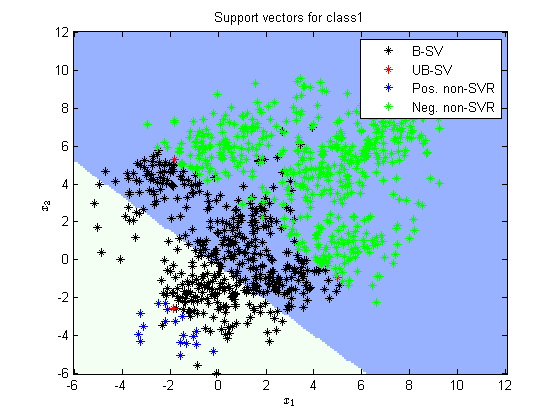 Support vectors for class1
B-SV
UB-SV
Pos. non-SVR
Neg. non-SVR
12
10
8
6
4
2
0
-2
-4
-6
x2
-6 -4 -2 0 2 4 6 8 10 12
x1